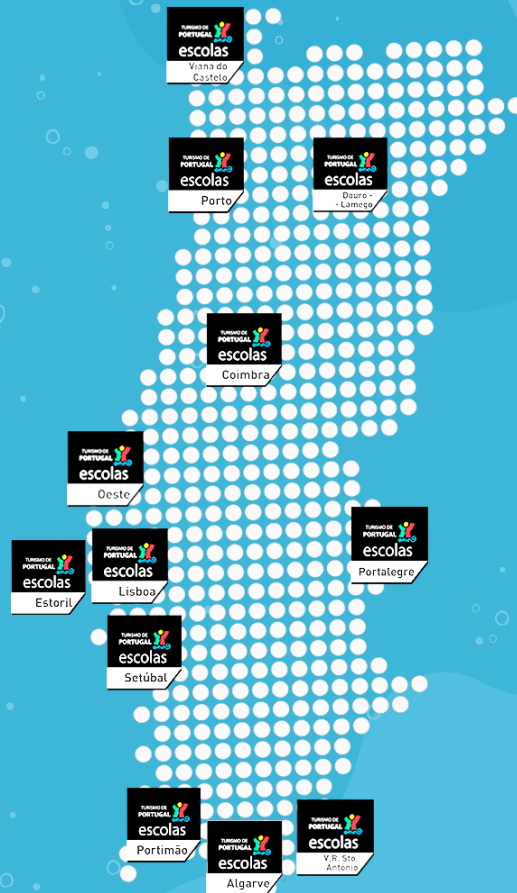 TURISMO DE
PORTUGAL
escolas
Viana do
Castelo
TURISMO DE
PORTUGAL
escolas
Porto
TURISMO DE
PORTUGAL
escolas
Douro -
- Lamego
TURISMO DE
PORTUGAL
escolas
Coimbra
TURISMO DE
PORTUGAL
escolas
Oeste
TURISMO DE
PORTUGAL
escolas
Portalegre
TURISMO DE
PORTUGAL
escolas
Estoril
TURISMO DE
PORTUGAL
escolas
Lisboa
TURISMO DE
PORTUGAL
escolas
Setúbal
TURISMO DE
PORTUGAL
escolas
Portimão
TURISMO DE
PORTUGAL
escolas
Algarve
TURISMO DE
PORTUGAL
escolas
V.R. Sto.
António